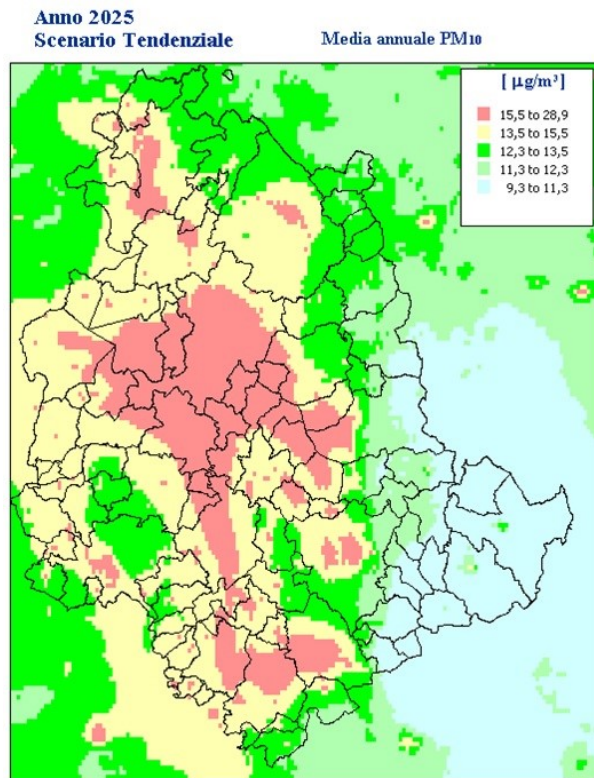 Anno 2025
Scenario Tendenziale
Media annuale PM10
[ µg/m³ ]
15,5 to 28,9
13,5 to 15,5
12,3 to 13,5
11,3 to 12,3
9,3 to 11,3